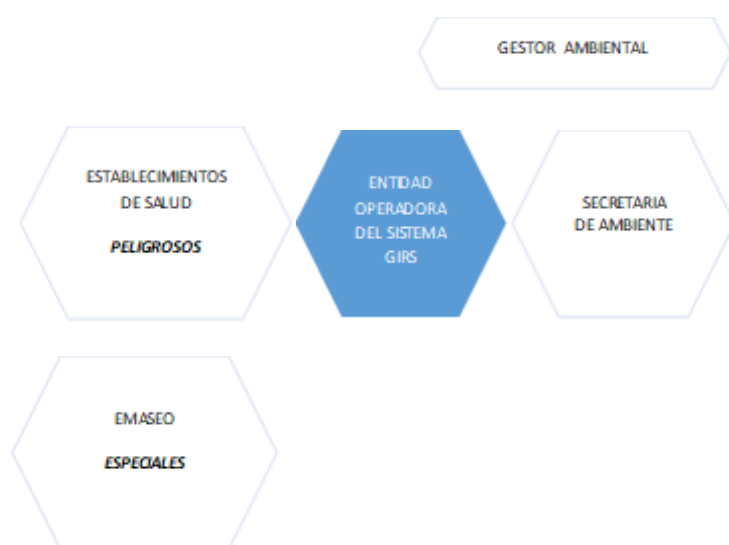 GESTOR AMBIENTAL
ESTABLECIMIENTOS
DE SALUD
PELIGROSOS
ENTIDAD
OPERADORA
DEL SISTEMA
GIRS
SECRETARIA
DE AMBIENTE
EMASEO
ESPECIALES